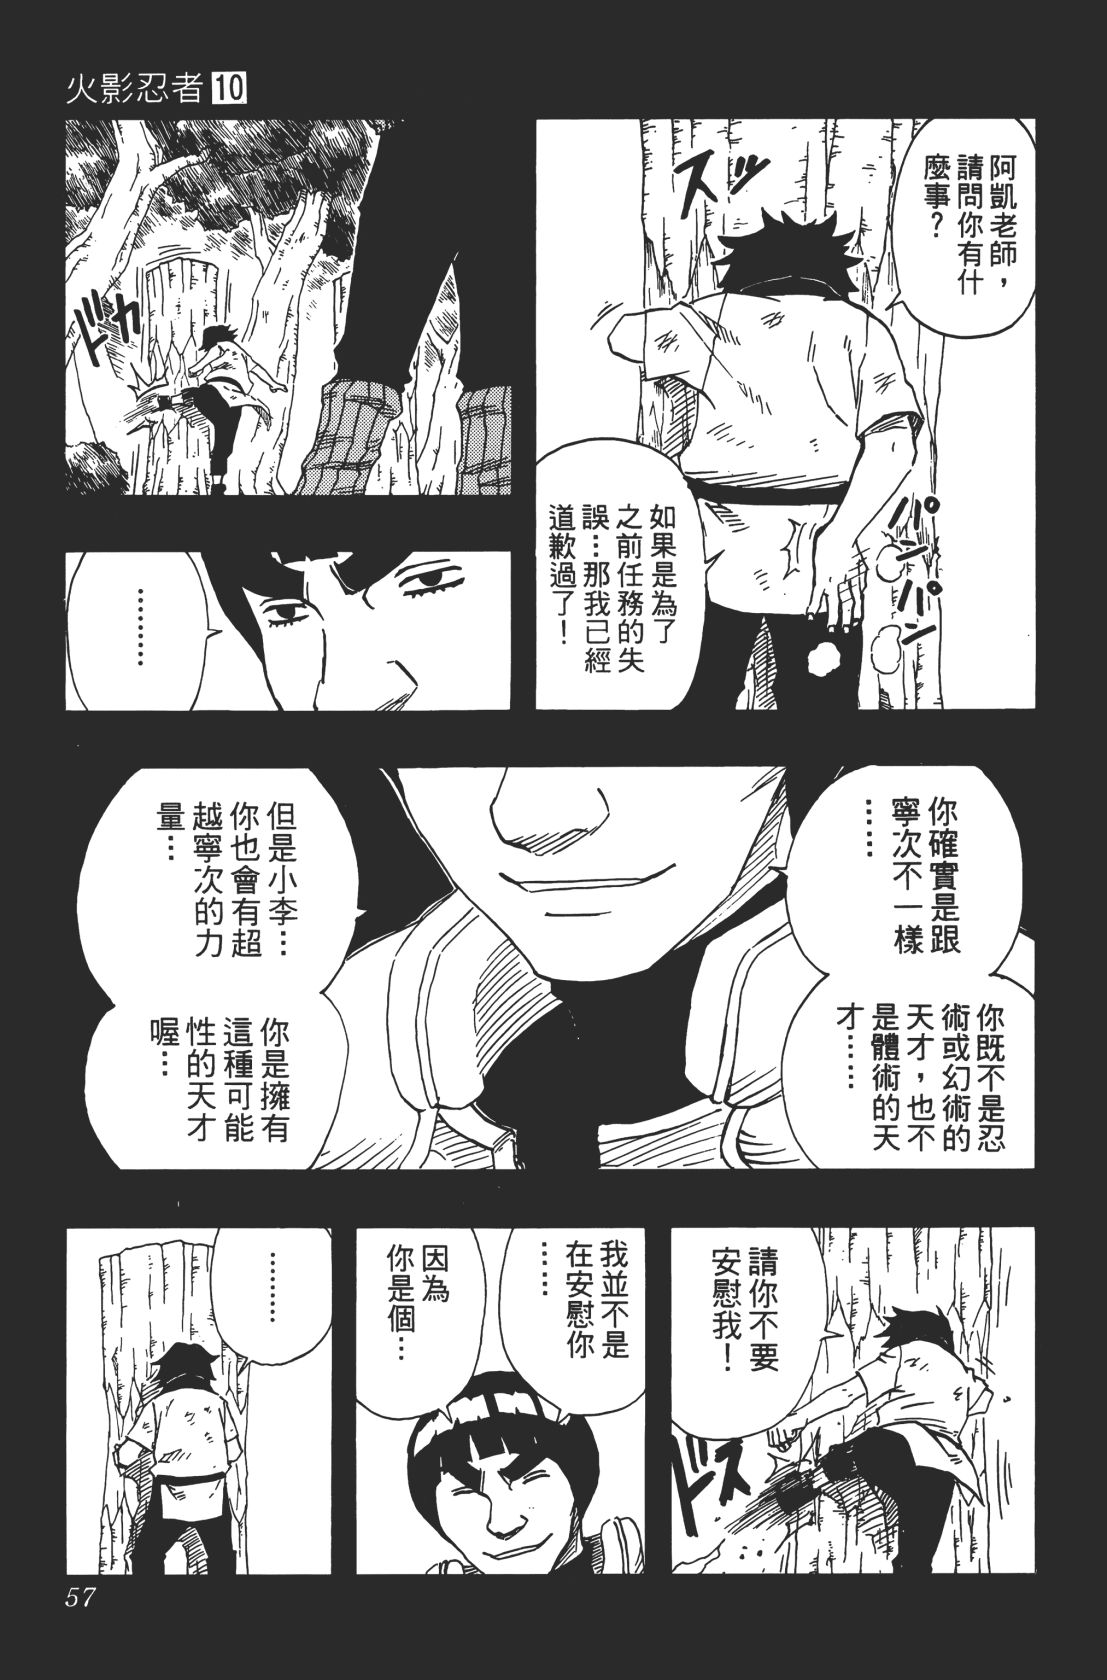 火影忍者10
阿凱老師，
請問你有什
麼事？
スッ
如果是為了
之前任務的失
誤…那我已經
道歉過了！
パンパン
ドカ
………
你確實是跟
寧次不一樣
……
你既不是忍
術或幻術的
天才，也不
是體術的天
才……
但是小李…
你也會有超
越寧次的力
量…
你是擁有
這種可能
性的天才
喔…
請你不要
安慰我！
ドス
我並不是
在安慰你
……
因為
你是個…
………
57